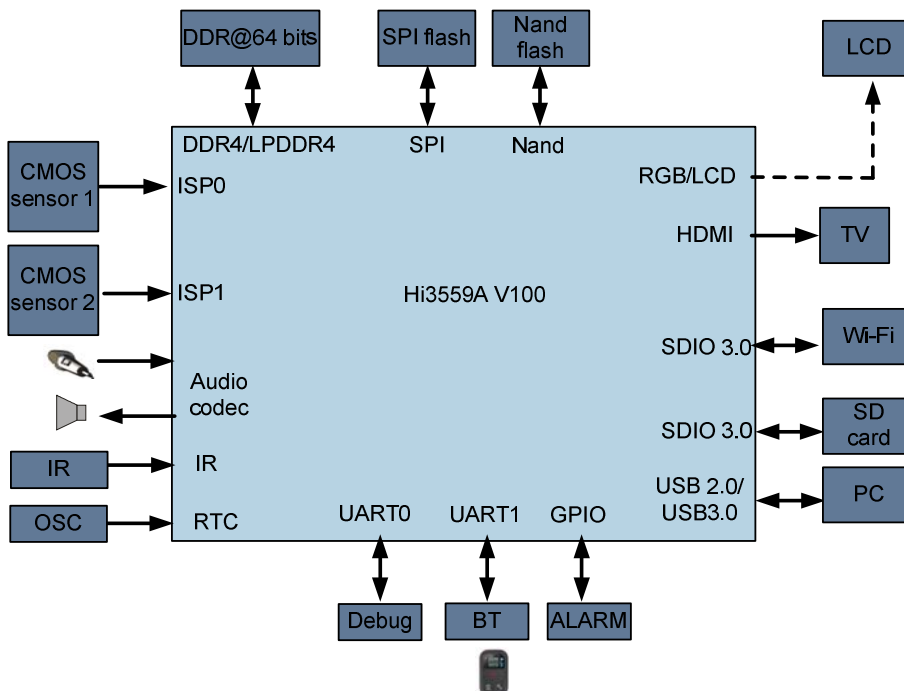 DDR@64 bits
SPI flash
Nand
flash
LCD
DDR4/LPDDR4
SPI
Nand
CMOS
sensor 1
ISP0
RGB/LCD
HDMI
TV
CMOS
sensor 2
ISP1
Hi3559A V100
SDIO 3.0
Wi-Fi
Audio
codec
SDIO 3.0
SD
card
IR
IR
USB 2.0/
USB3.0
PC
OSC
RTC
UART0
UART1
GPIO
Debug
BT
ALARM